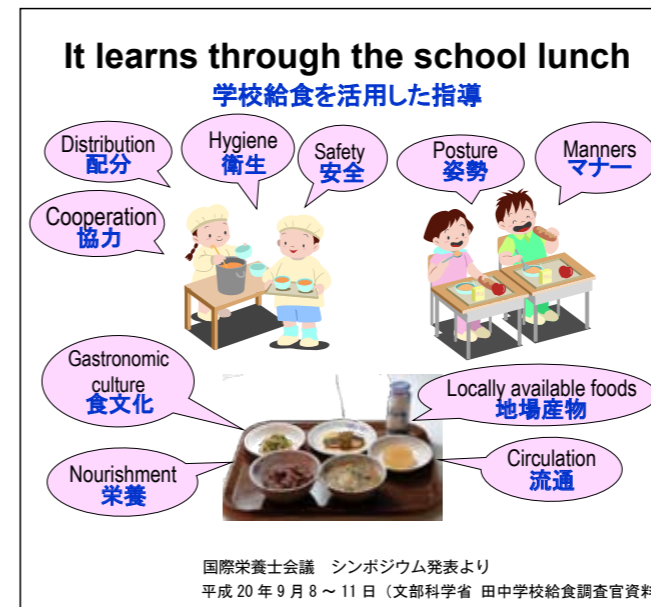 It learns through the school lunch
学校給食を活用した指導
Distribution
配分
Hygiene
衛生
Safety
安全
Posture
姿勢
Manners
マナー
Cooperation
協力
Gastronomic
culture
食文化
Locally available foods
地場産物
Nourishment
栄養
Circulation
流通
国際栄養士会議　シンポジウム発表より
平成 20 年 9 月 8 ～ 11 日（文部科学省 田中学校給食調査官資料